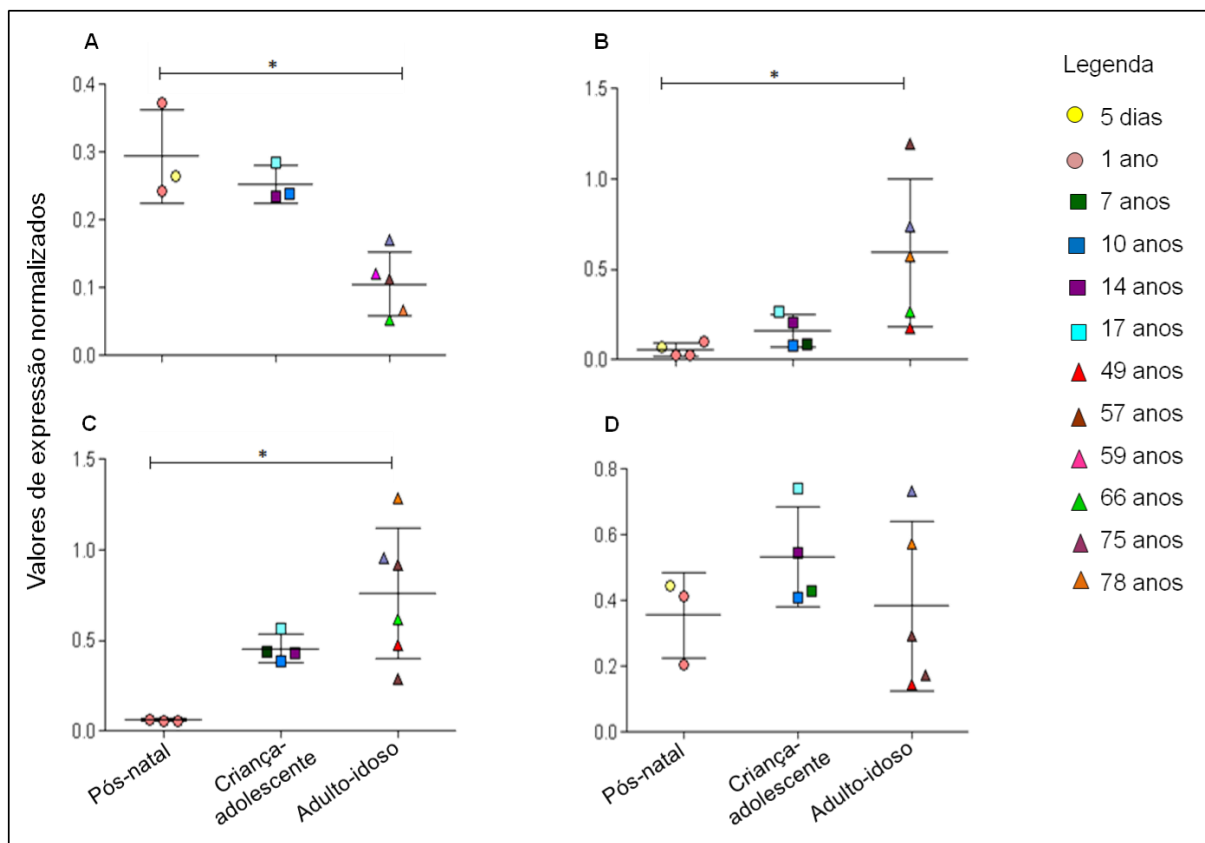 Valores de expressão normalizados
A
*
0.4
0.3
0.2
0.1
0.0
B
*
1.5
1.0
0.5
0.0
C
*
1.5
1.0
0.5
0.0
Pós-natal
Criança-
adolescente
Adulto-idoso
D
0.8
0.6
0.4
0.2
0.0
Pós-natal
Criança-
adolescente
Adulto-idoso
Legenda
5 dias
1 ano
7 anos
10 anos
14 anos
17 anos
49 anos
57 anos
59 anos
66 anos
75 anos
78 anos